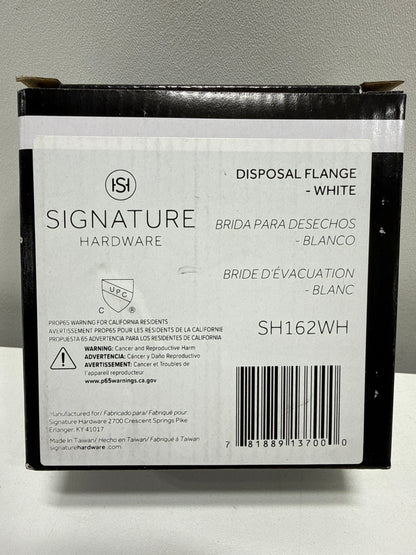 HS
SIGNATURE
HARDWARE
DISPOSAL FLANGE
- WHITE
BRIDA PARA DESECHOS
- BLANCO
BRIDE D'ÉVACUATION
- BLANC
SH162WH
UPC
C ®
PROP65 WARNING FOR CALIFORNIA RESIDENTS
AVERTISSEMENT PROP65 POUR LES RESIDENTS DE LA CALIFORNIE
PROPUESTA 65 ADVERTENCIA PARA LOS RESIDENTES DE CALIFORNIA
WARNING: Cancer and Reproductive Harm
ADVERTENCIA: Cáncer y Daño Reproductivo
AVERTISSEMENT: Cancer et Troubles de
l'appareil reproducteur
www.p65warnings.ca.gov
Manufactured for/ Fabricado para/ Fabriqué pour
Signature Hardware 2700 Crescent Springs Pike
Erlanger, KY 41017
Made in Taiwan/ Hecho en Taiwan/ Fabriqué à Taiwan
signaturehardware.com
7 81889 13700 0